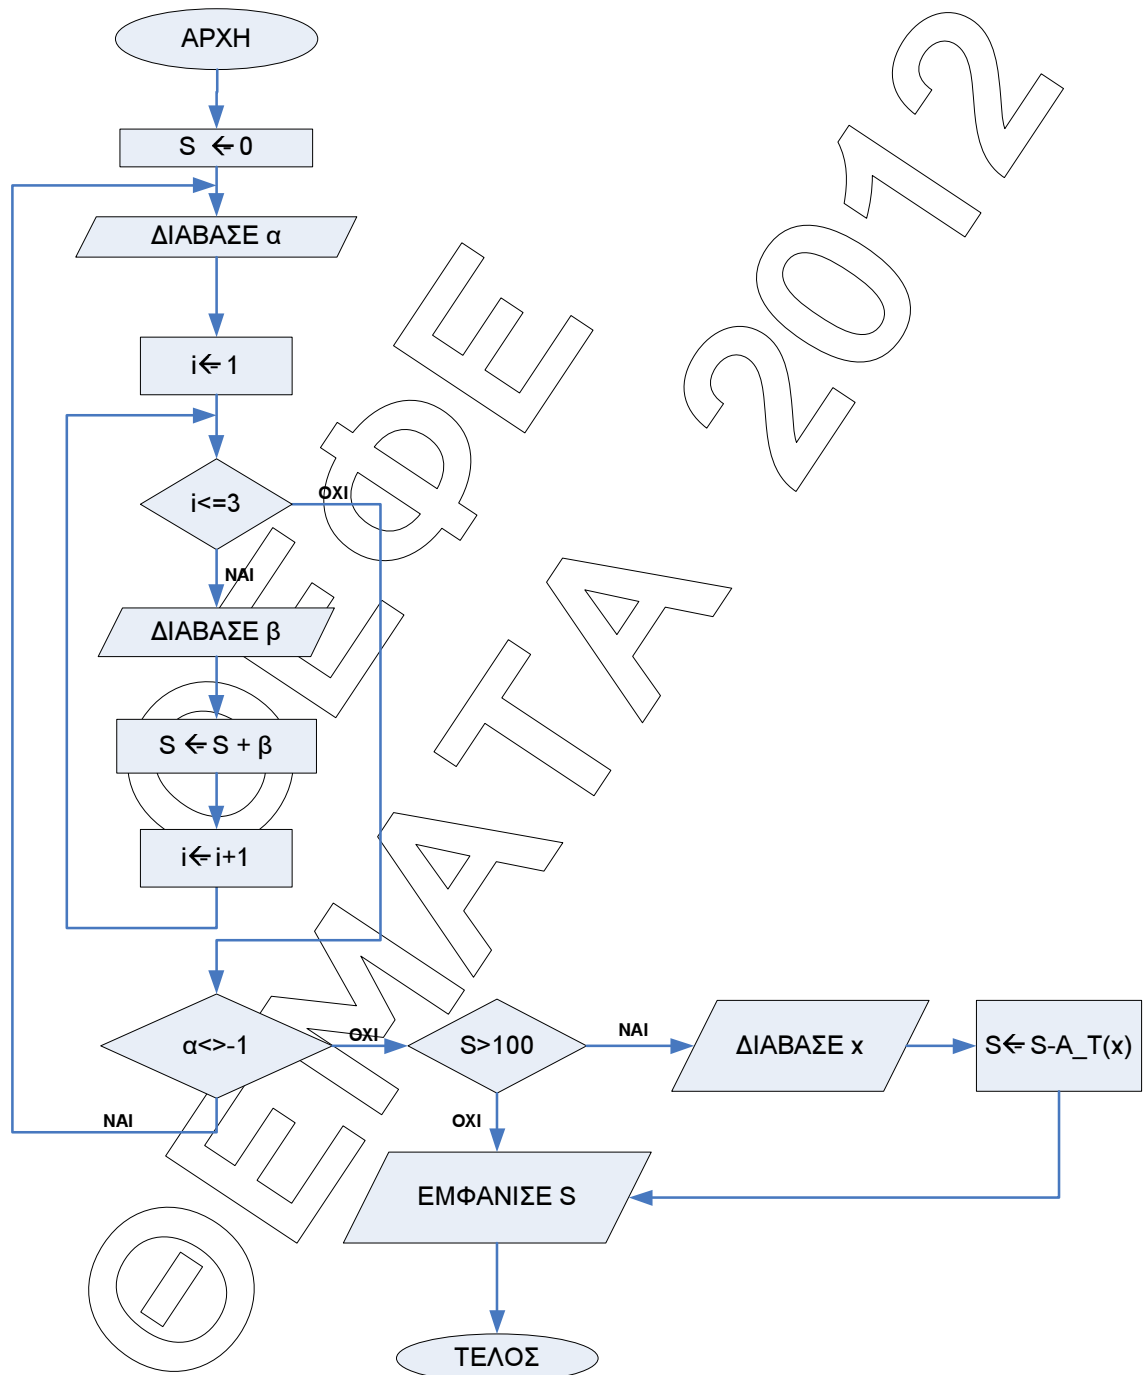 ΑΡΧΗ
S ← 0
ΔΙΑΒΑΣΕ α
i← 1
i<=3
ΟΧΙ
ΝΑΙ
ΔΙΑΒΑΣΕ β
S ← S + β
i← i+1
α<>-1
ΟΧΙ
S>100
ΝΑΙ
ΔΙΑΒΑΣΕ x
S← S-A_T(x)
ΝΑΙ
ΟΧΙ
ΕΜΦΑΝΙΣΕ S
ΤΕΛΟΣ
ΟΕΦΕ
ΘΕΜΑΤΑ 2012